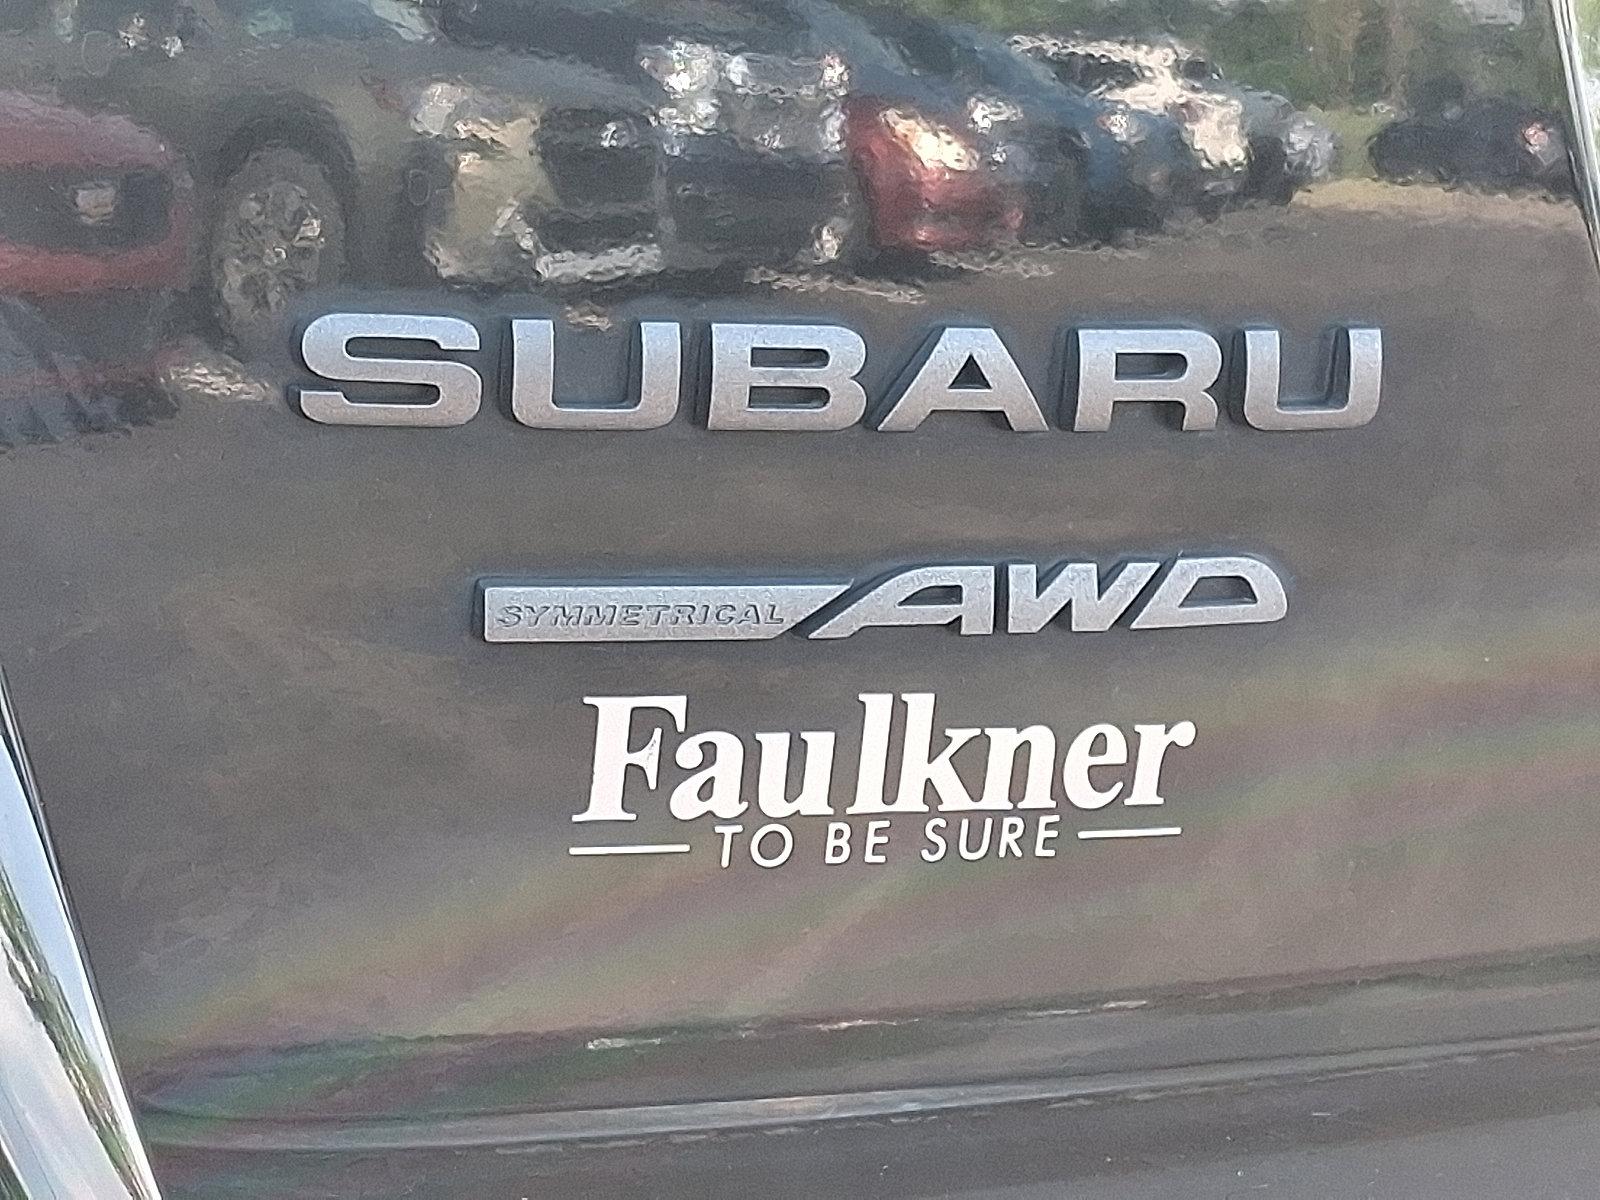 SUBARU
SYMMETRICAL AWD
Faulkner
TO BE SURE